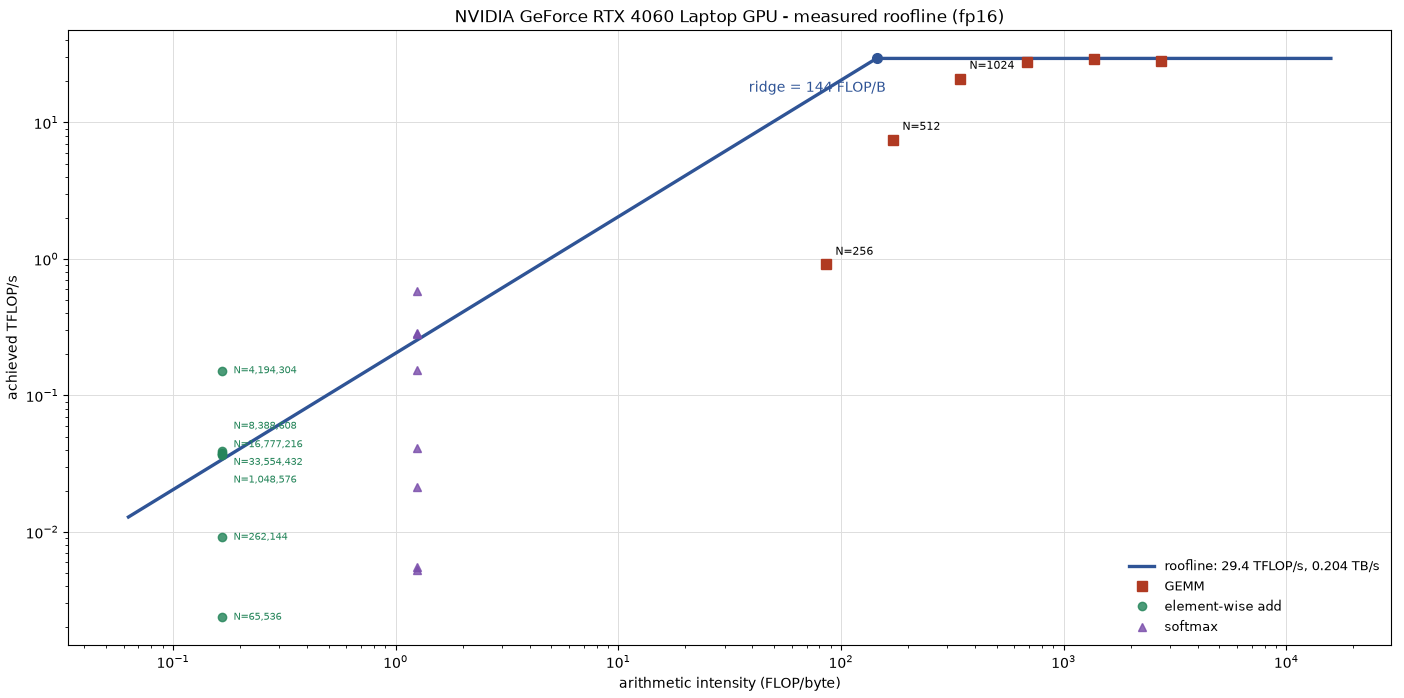 NVIDIA GeForce RTX 4060 Laptop GPU - measured roofline (fp16)
achieved TFLOP/s
10¹
10⁰
10⁻¹
10⁻²
ridge = 144 FLOP/B
N=1024
N=512
N=256
N=4,194,304
N=8,388,608
N=16,777,216
N=33,554,432
N=1,048,576
N=262,144
N=65,536
roofline: 29.4 TFLOP/s, 0.204 TB/s
GEMM
element-wise add
softmax
10⁻¹
10⁰
10¹
10²
10³
10⁴
arithmetic intensity (FLOP/byte)